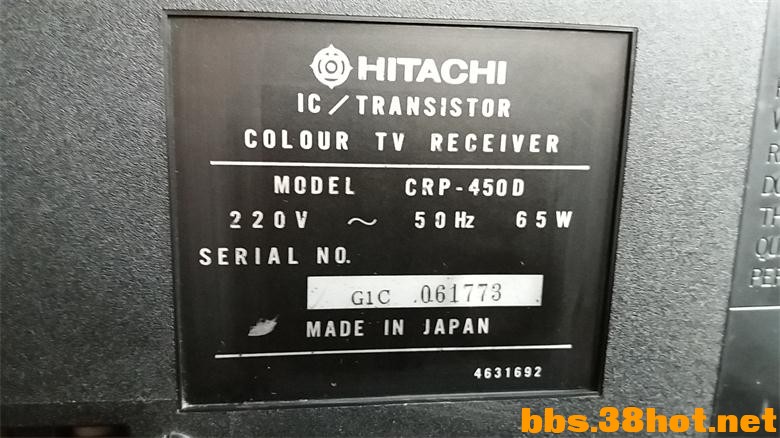 HITACHI
IC/TRANSISTOR
COLOUR TV RECEIVER
MODEL CRP-450D
220V ~ 50Hz 65W
SERIAL NO.
G1C 061773
MADE IN JAPAN
4631692
bbs.38hot.net